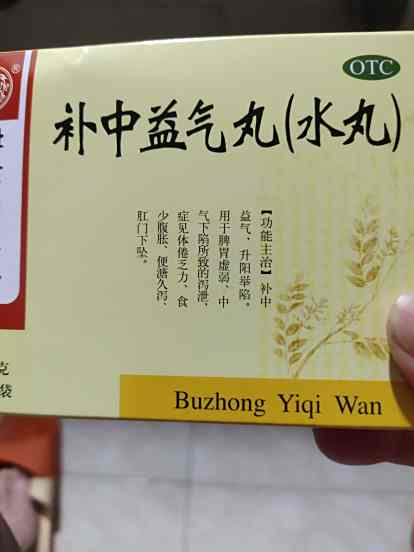 OTC
®
补中益气丸(水丸)
【功能主治】补中
益气、升阳举陷。
用于脾胃虚弱、中
气下陷所致的泻泄、
症见体倦乏力、食
少腹胀、便溏久泻、
肛门下坠。
克
袋
Buzhong Yiqi Wan